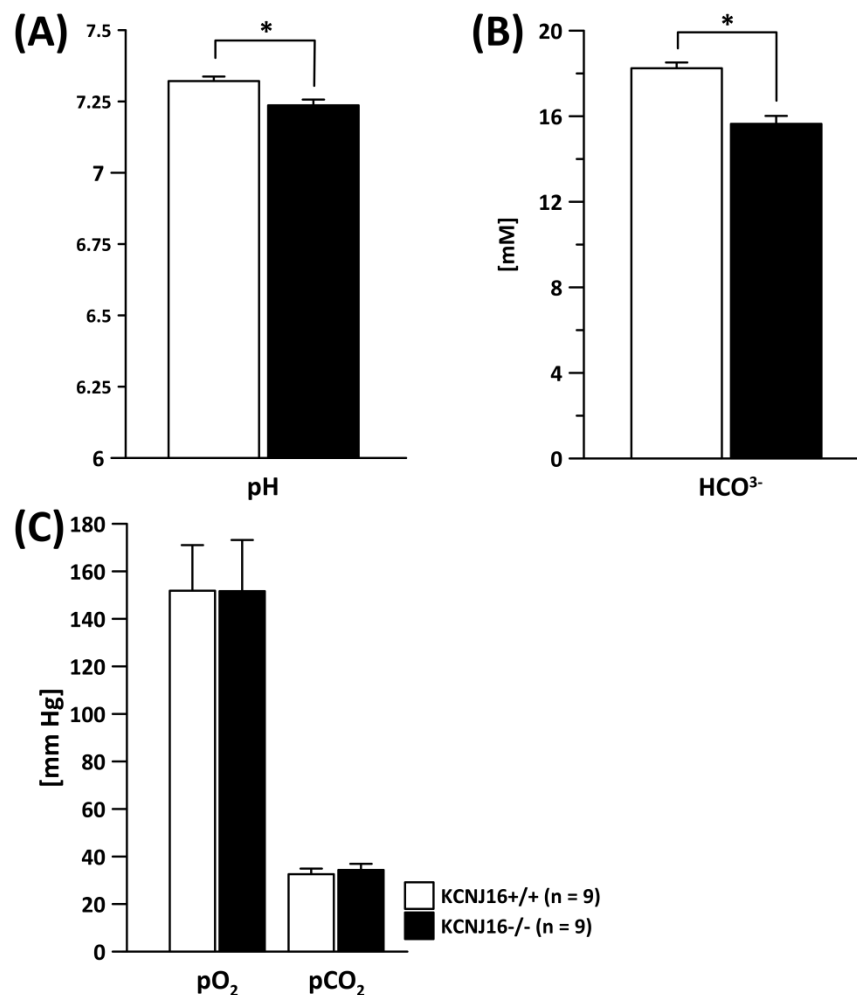 (A)
7.5
7.25
7
6.75
6.5
6.25
6
*
pH
(B)
20
16
12
8
4
0
[mM]
*
HCO³⁻
(C)
180
160
140
120
100
80
60
40
20
0
[mm Hg]
pO₂
pCO₂
KCNJ16+/+ (n = 9)
KCNJ16-/- (n = 9)